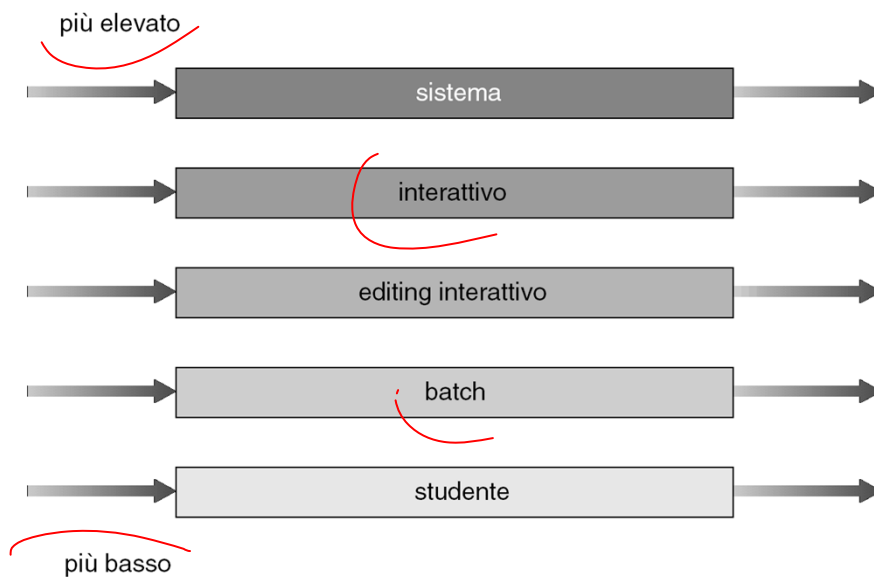 più elevato
sistema
interattivo
editing interattivo
batch
studente
più basso